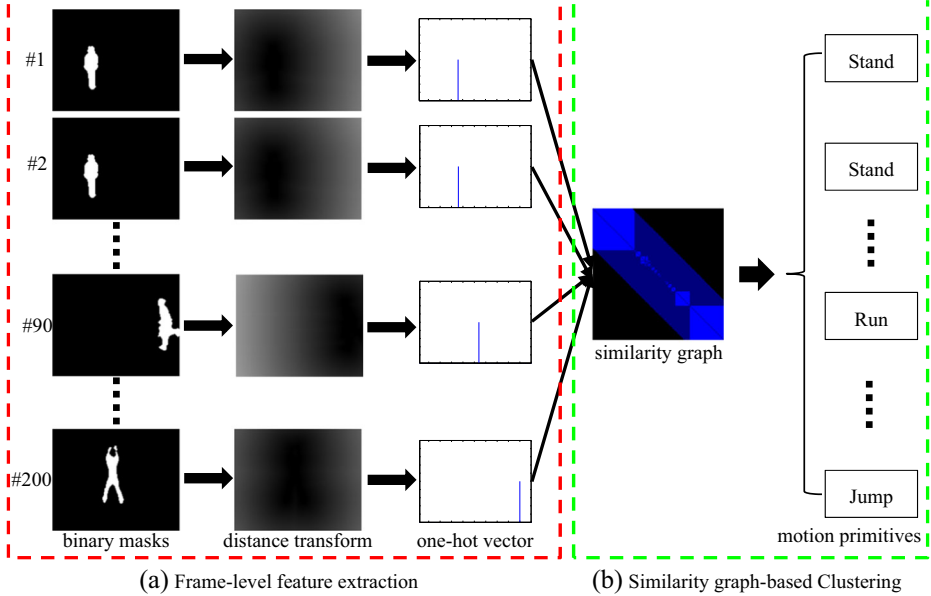 #1
Stand
#2
Stand
#90
Run
similarity graph
#200
Jump
binary masks
distance transform
one-hot vector
motion primitives
(a) Frame-level feature extraction
(b) Similarity graph-based Clustering